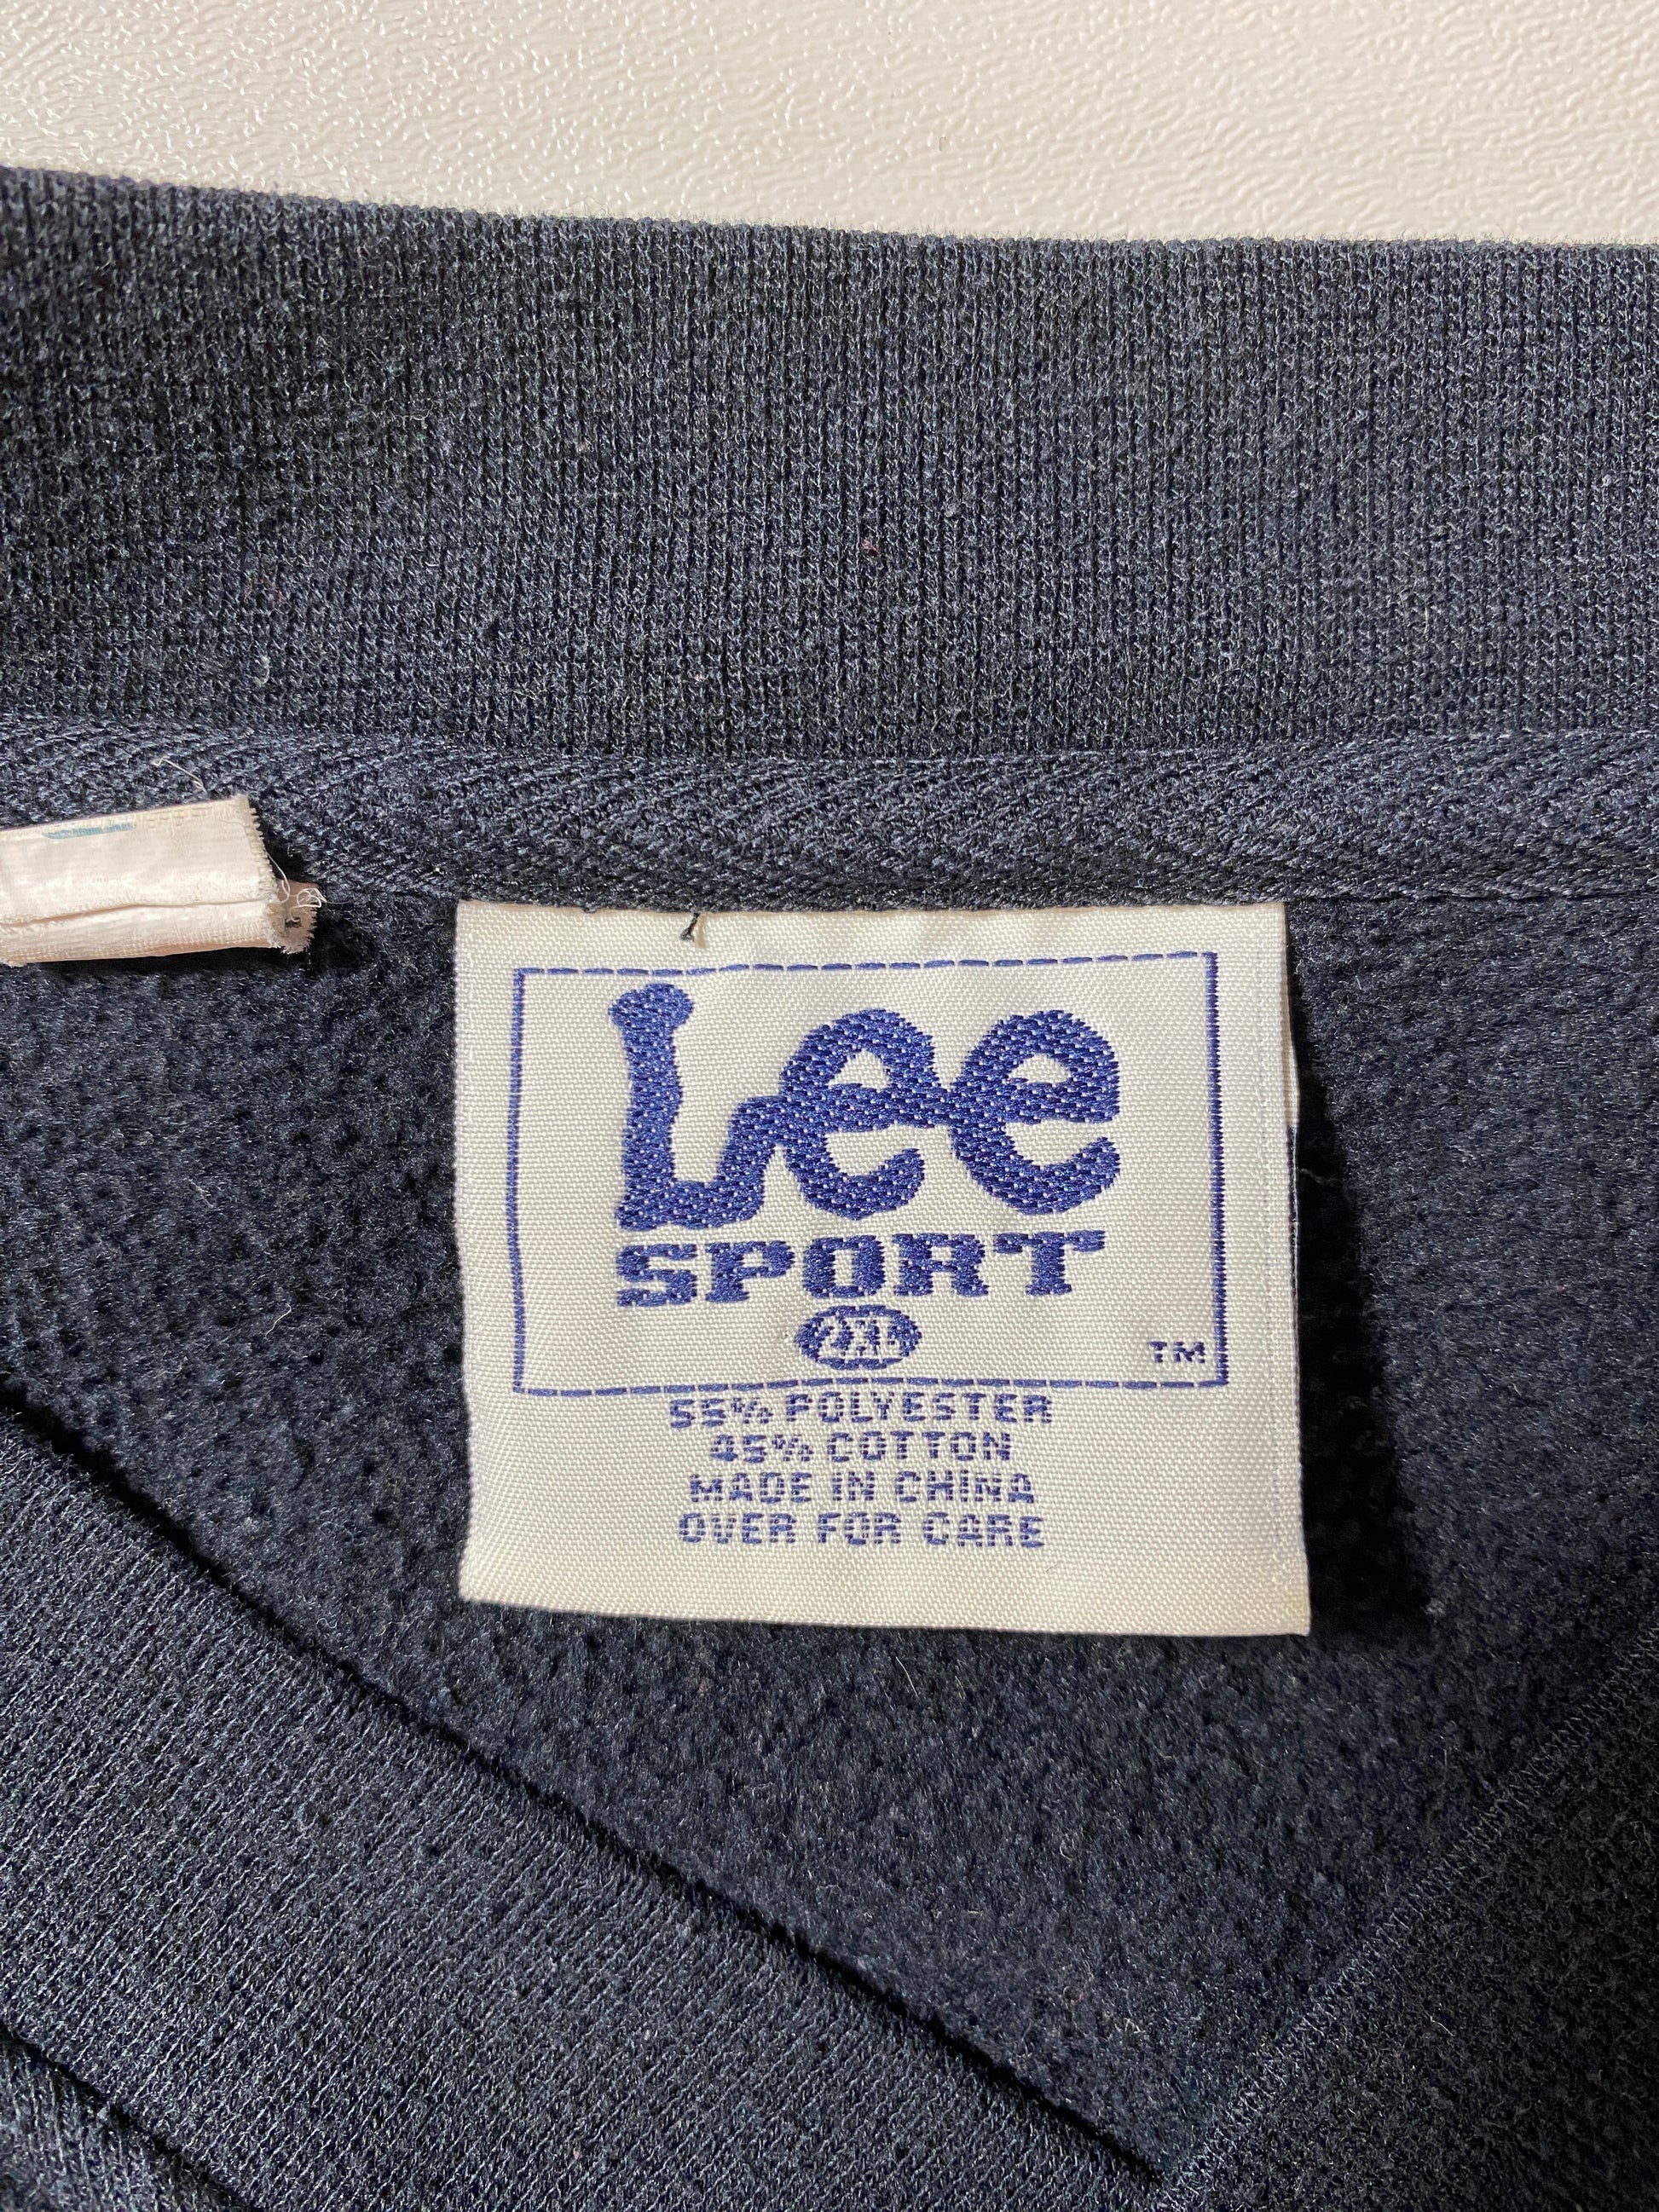 Lee
SPORT
2XL
TM
55% POLYESTER
45% COTTON
MADE IN CHINA
OVER FOR CARE